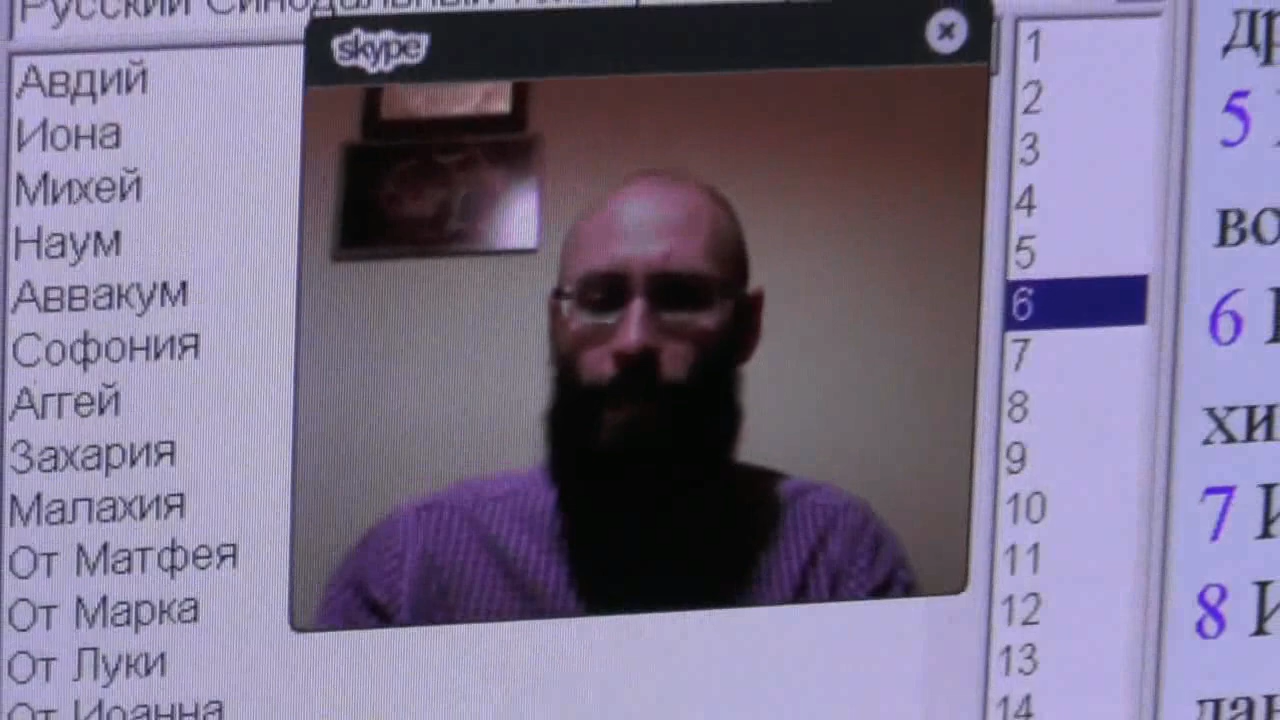 Русский Синодальный
skype
Авдий
Иона
Михей
Наум
Аввакум
Софония
Аггей
Захария
Малахия
От Матфея
От Марка
От Луки
От Иоанна
1
2
3
4
5
6
7
8
9
10
11
12
13
14
5
6
7
8